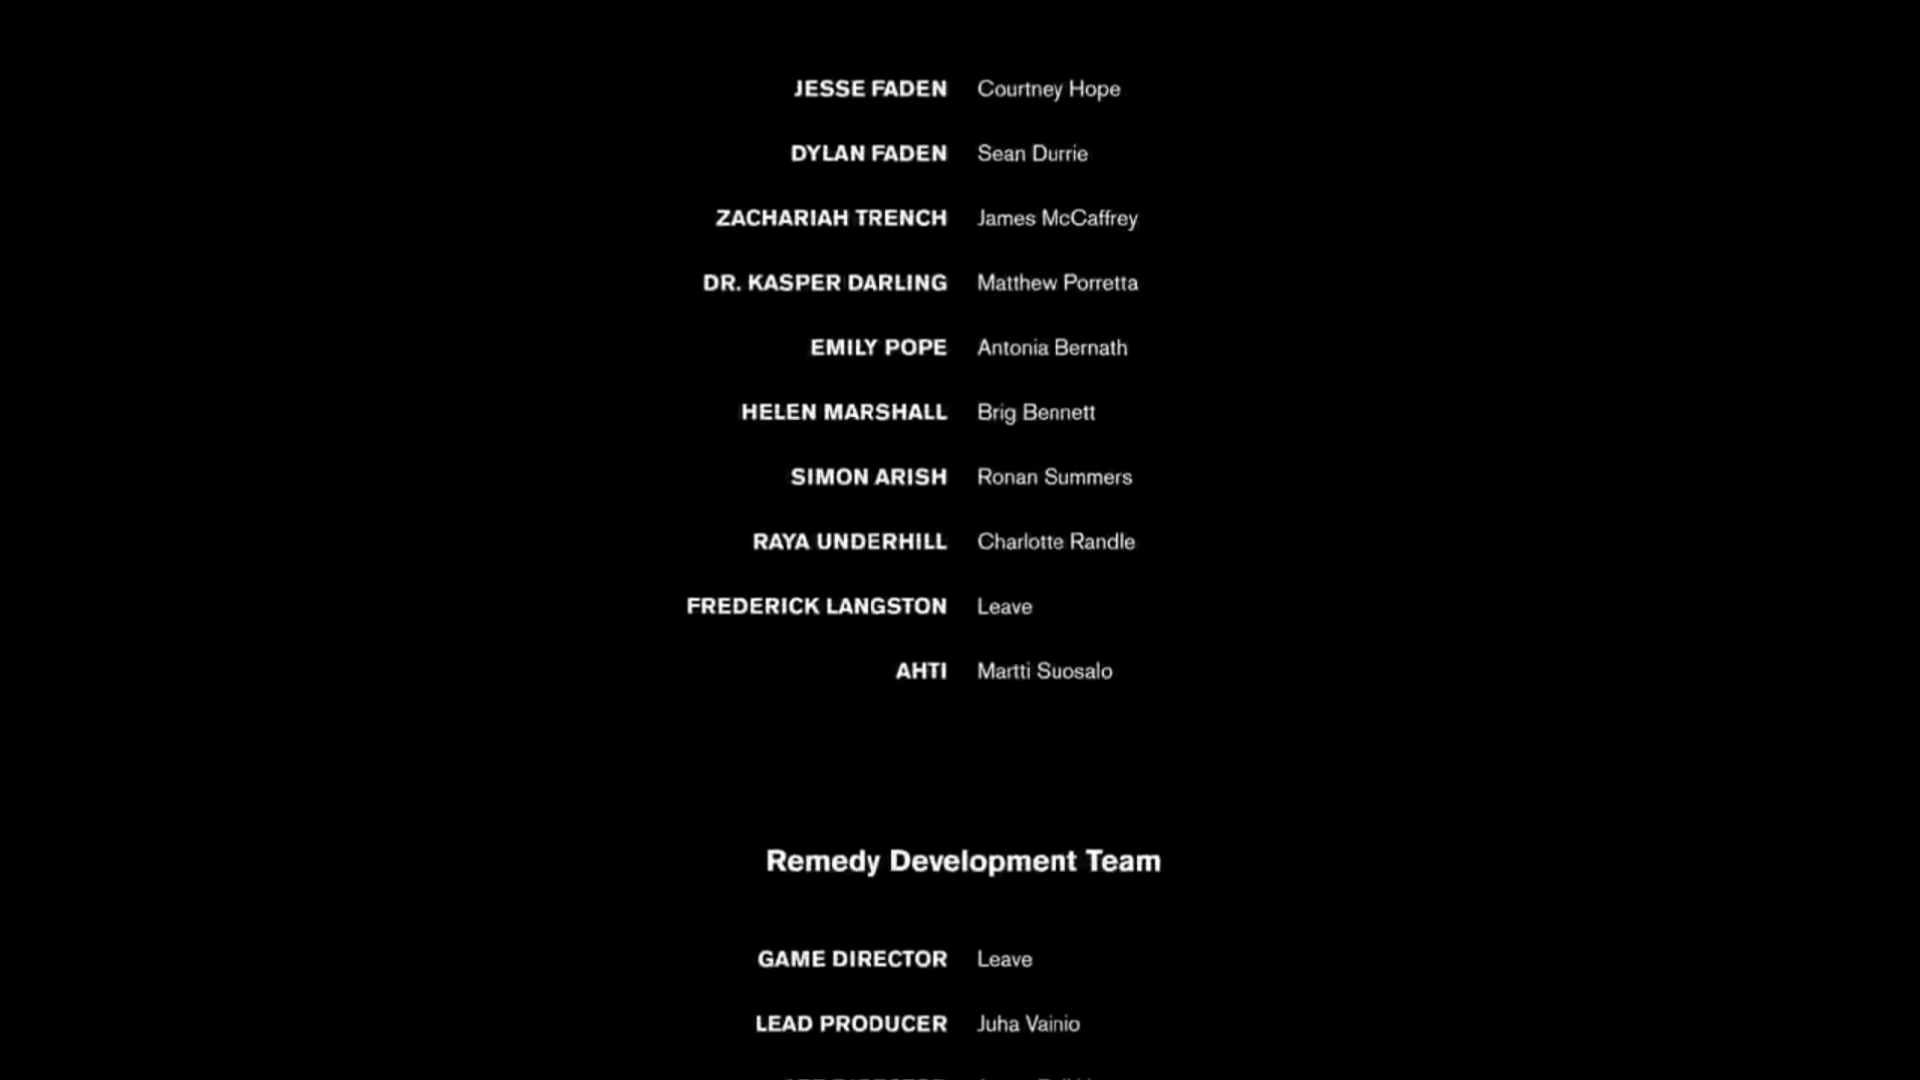 JESSE FADEN Courtney Hope
DYLAN FADEN Sean Durrie
ZACHARIAH TRENCH James McCaffrey
DR. KASPER DARLING Matthew Porretta
EMILY POPE Antonia Bernath
HELEN MARSHALL Brig Bennett
SIMON ARISH Ronan Summers
RAYA UNDERHILL Charlotte Randle
FREDERICK LANGSTON Leave
AHTI Martti Suosalo
Remedy Development Team
GAME DIRECTOR Leave
LEAD PRODUCER Juha Vainio